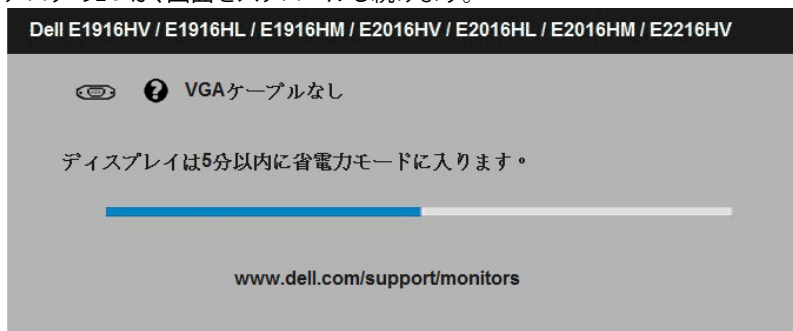 Dell E1916HV / E1916HL / E1916HM / E2016HV / E2016HL / E2016HM / E2216HV
VGAケーブルなし
ディスプレイは5分以内に省電力モードに入ります。
www.dell.com/support/monitors